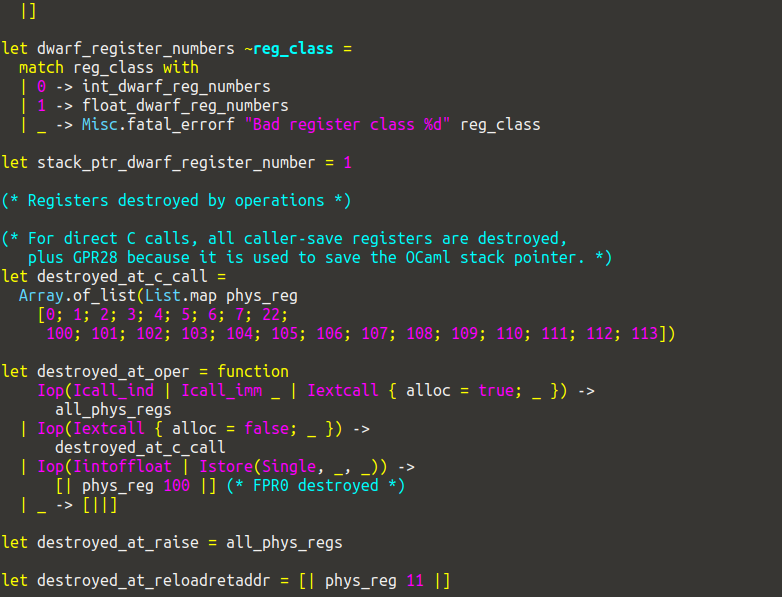 |]
let dwarf_register_numbers ~reg_class =
match reg_class with
| 0 -> int_dwarf_reg_numbers
| 1 -> float_dwarf_reg_numbers
| _ -> Misc.fatal_errorf "Bad register class %d" reg_class
let stack_ptr_dwarf_register_number = 1
(* Registers destroyed by operations *)
(* For direct C calls, all caller-save registers are destroyed,
plus GPR28 because it is used to save the OCaml stack pointer. *)
let destroyed_at_c_call =
Array.of_list(List.map phys_reg
[0; 1; 2; 3; 4; 5; 6; 7; 22;
100; 101; 102; 103; 104; 105; 106; 107; 108; 109; 110; 111; 112; 113])
let destroyed_at_oper = function
Iop(Icall_ind | Icall_imm _ | Iextcall { alloc = true; _ }) ->
all_phys_regs
| Iop(Iextcall { alloc = false; _ }) ->
destroyed_at_c_call
| Iop(Iintoffloat | Istore(Single, _, _)) ->
[| phys_reg 100 |] (* FPR0 destroyed *)
| _ -> [||]
let destroyed_at_raise = all_phys_regs
let destroyed_at_reloadretaddr = [| phys_reg 11 |]